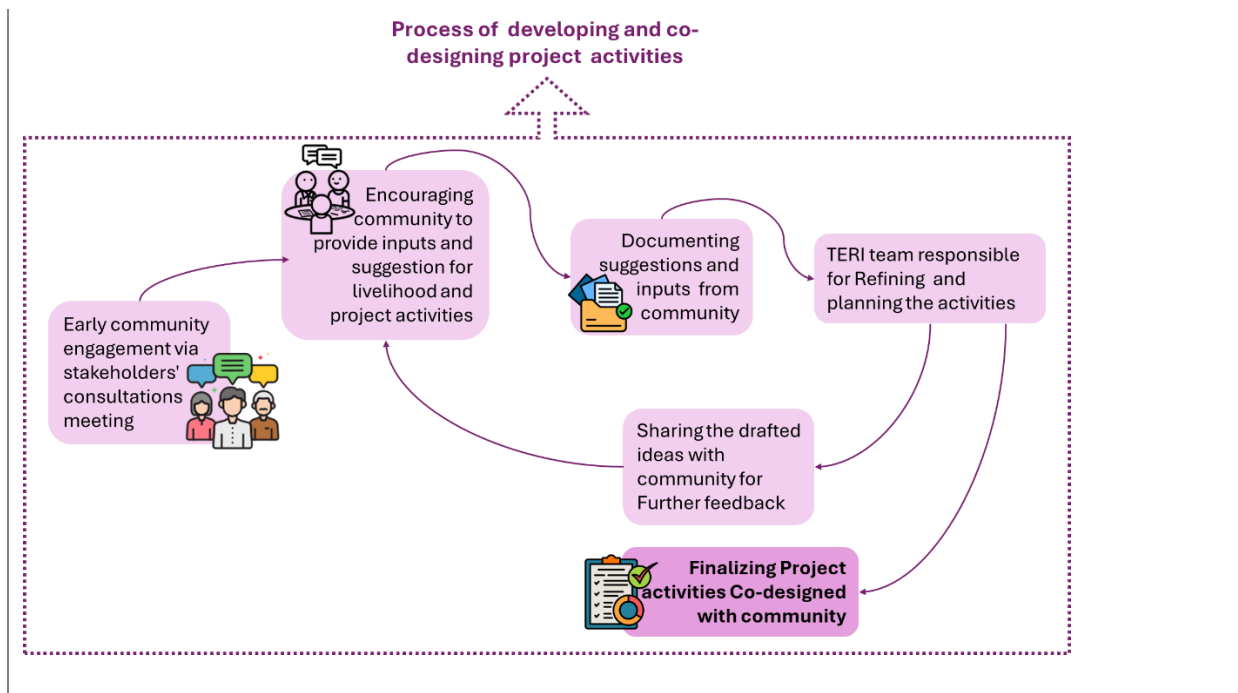 Process of developing and co-
designing project activities
Early community
engagement via
stakeholders'
consultations
meeting
Encouraging
community to
provide inputs and
suggestion for
livelihood and
project activities
Documenting
suggestions and
inputs from
community
TERI team responsible
for Refining and
planning the activities
Sharing the drafted
ideas with
community for
Further feedback
Finalizing Project
activities Co-designed
with community